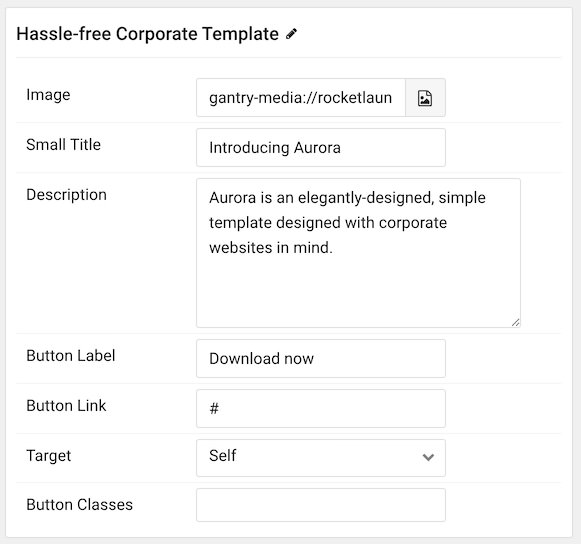 Hassle-free Corporate Template
Image
gantry-media://rocketlaun
Small Title
Introducing Aurora
Description
Aurora is an elegantly-designed, simple
template designed with corporate
websites in mind.
Button Label
Download now
Button Link
#
Target
Self
Button Classes